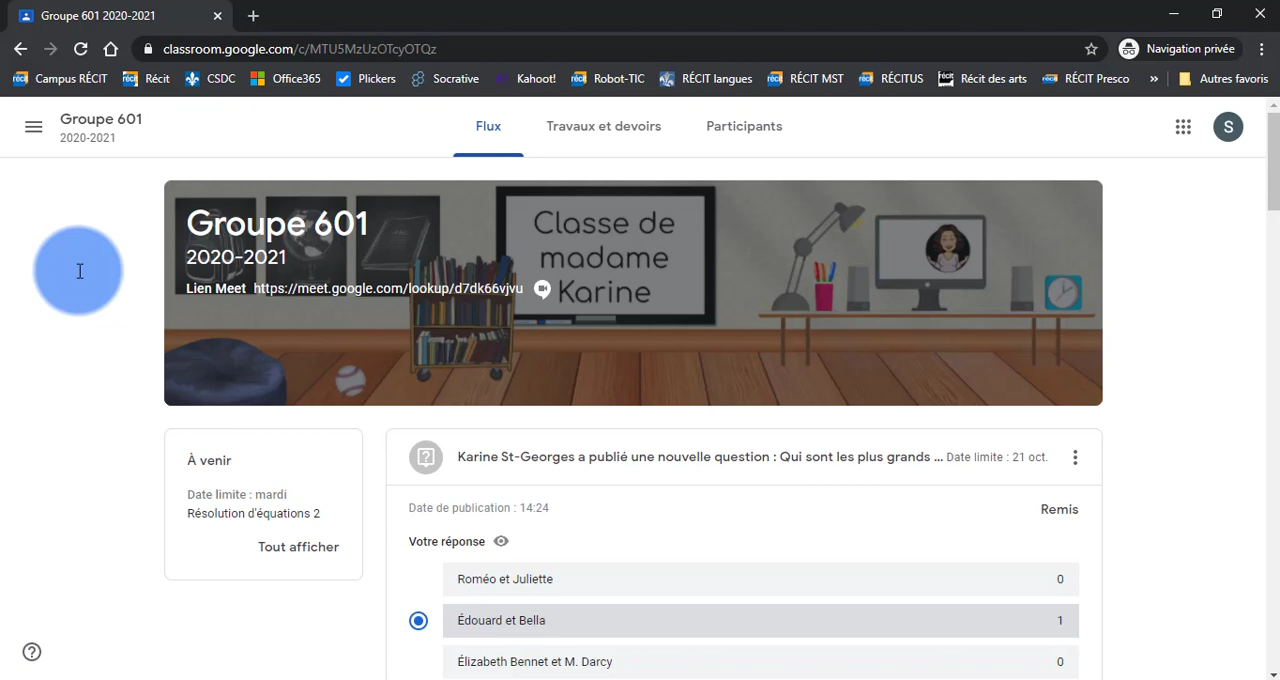 Groupe 601 2020-2021
classroom.google.com/c/MTU5MzUzOTcyOTQz
Navigation privée
Campus RÉCIT
Récit
CSDC
Office365
Plickers
Socrative
Kahoot!
Robot-TIC
RÉCIT langues
RÉCIT MST
RÉCITUS
Récit des arts
RÉCIT Presco
»
Autres favoris
Groupe 601
2020-2021
Flux
Travaux et devoirs
Participants
S
Groupe 601
2020-2021
Lien Meet https://meet.google.com/lookup/d7dk66vjvu
Classe de
madame
Karine
À venir
Date limite : mardi
Résolution d'équations 2
Tout afficher
Karine St-Georges a publié une nouvelle question : Qui sont les plus grands ... Date limite : 21 oct.
Date de publication : 14:24
Remis
Votre réponse
Roméo et Juliette 0
Édouard et Bella 1
Élizabeth Bennet et M. Darcy 0